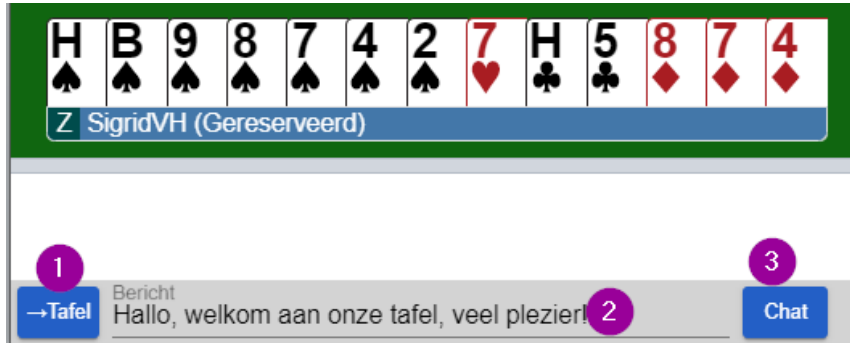 H B 9 8 7 4 2 7 H 5 8 7 4
Z SigridVH (Gereserveerd)
1
3
Bericht
→Tafel Hallo, welkom aan onze tafel, veel plezier! 2 Chat